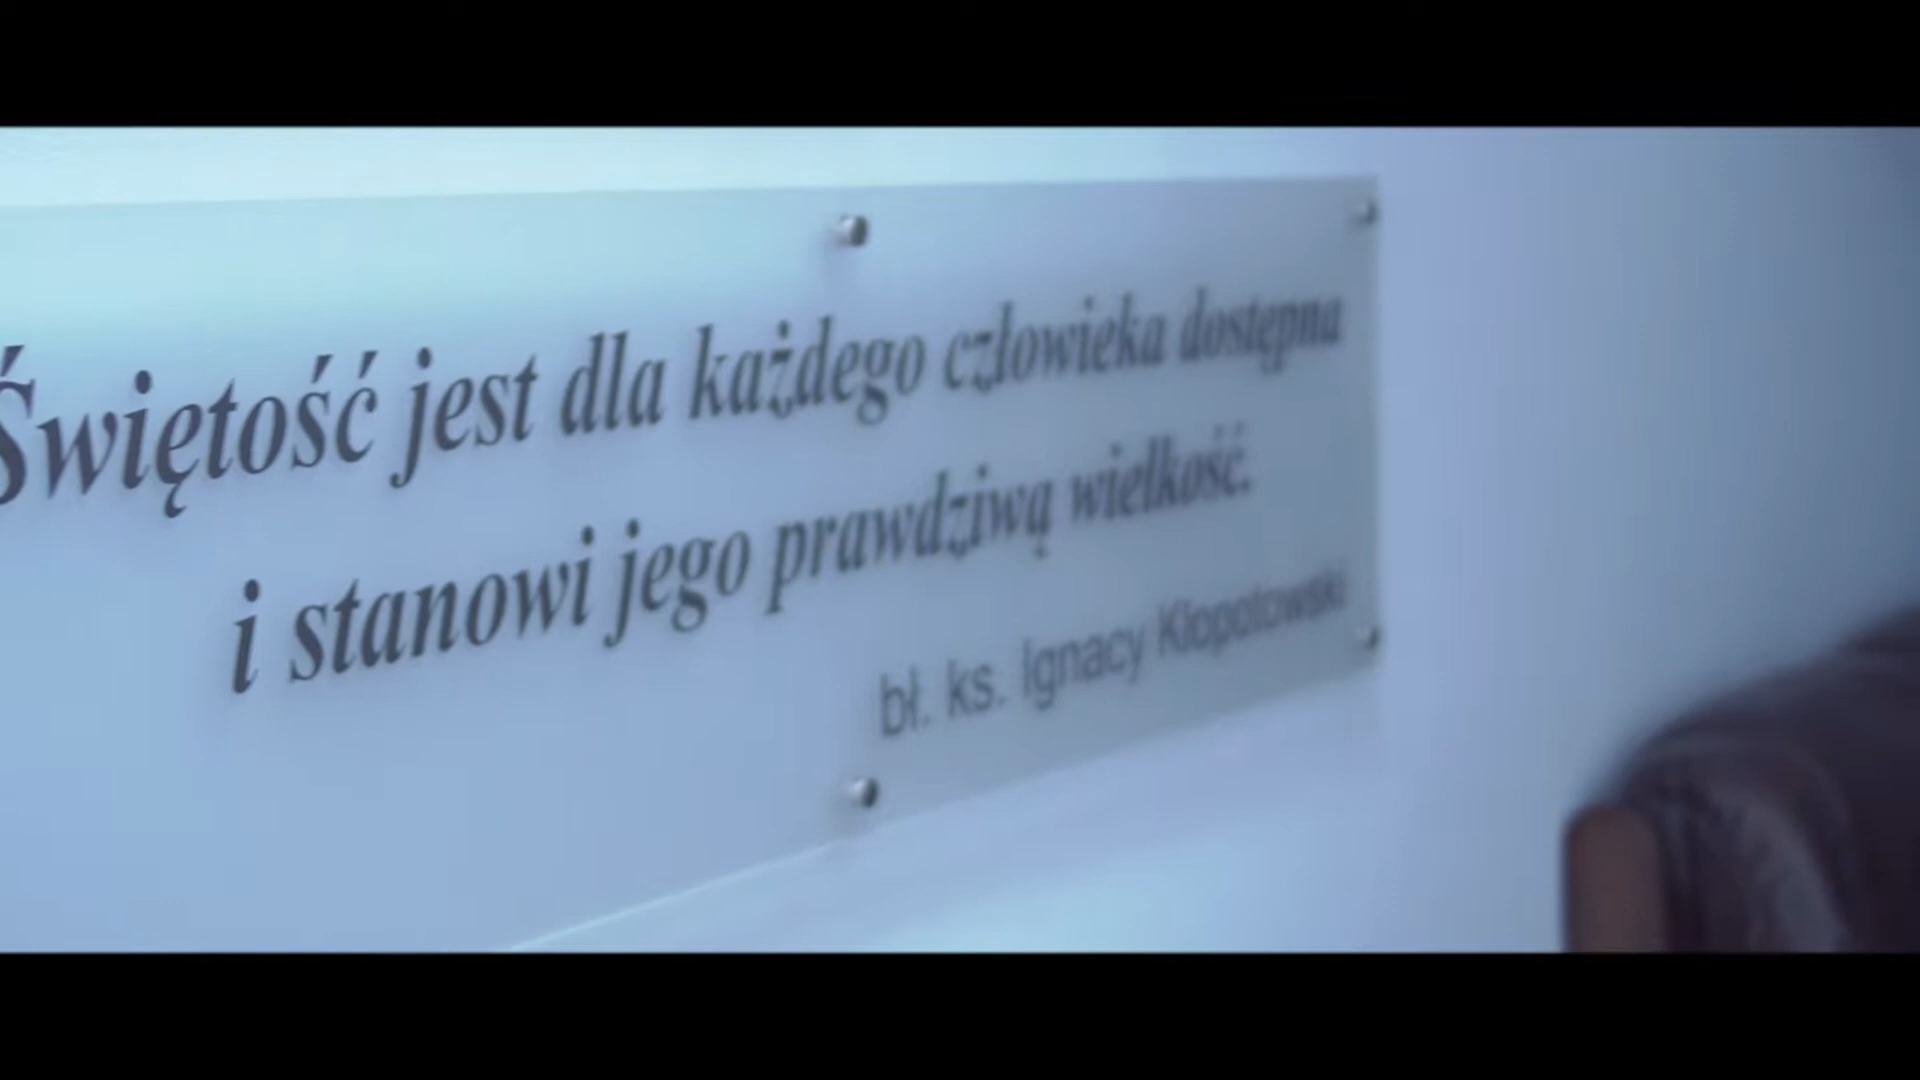 Świętość jest dla każdego człowieka dostępna
i stanowi jego prawdziwą wielkość.
bł. ks. Ignacy Kłopotowski